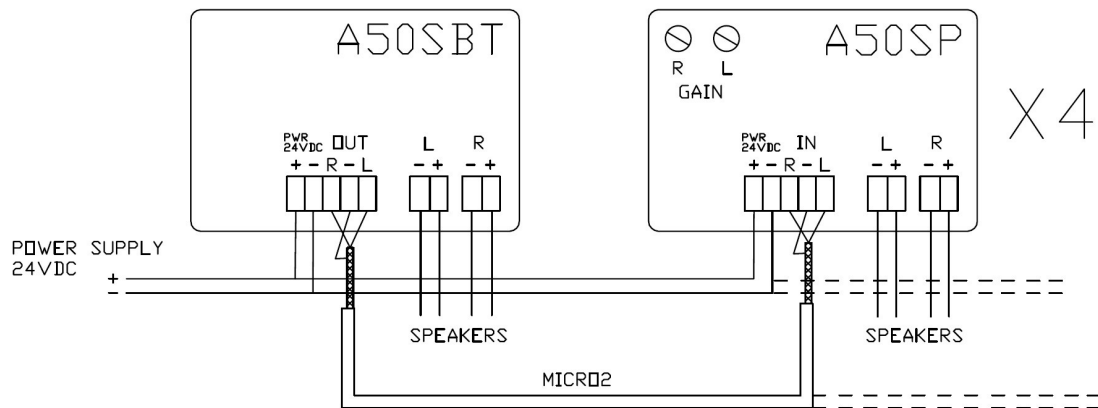 A50SBT
PWR
24VDC
OUT
L
R
+ - R - L
- +
- +
A50SP
R
L
GAIN
PWR
24VDC
IN
L
R
+ - R - L
- +
- +
X4
POWER SUPPLY
24VDC
+
-
SPEAKERS
SPEAKERS
MICRO2